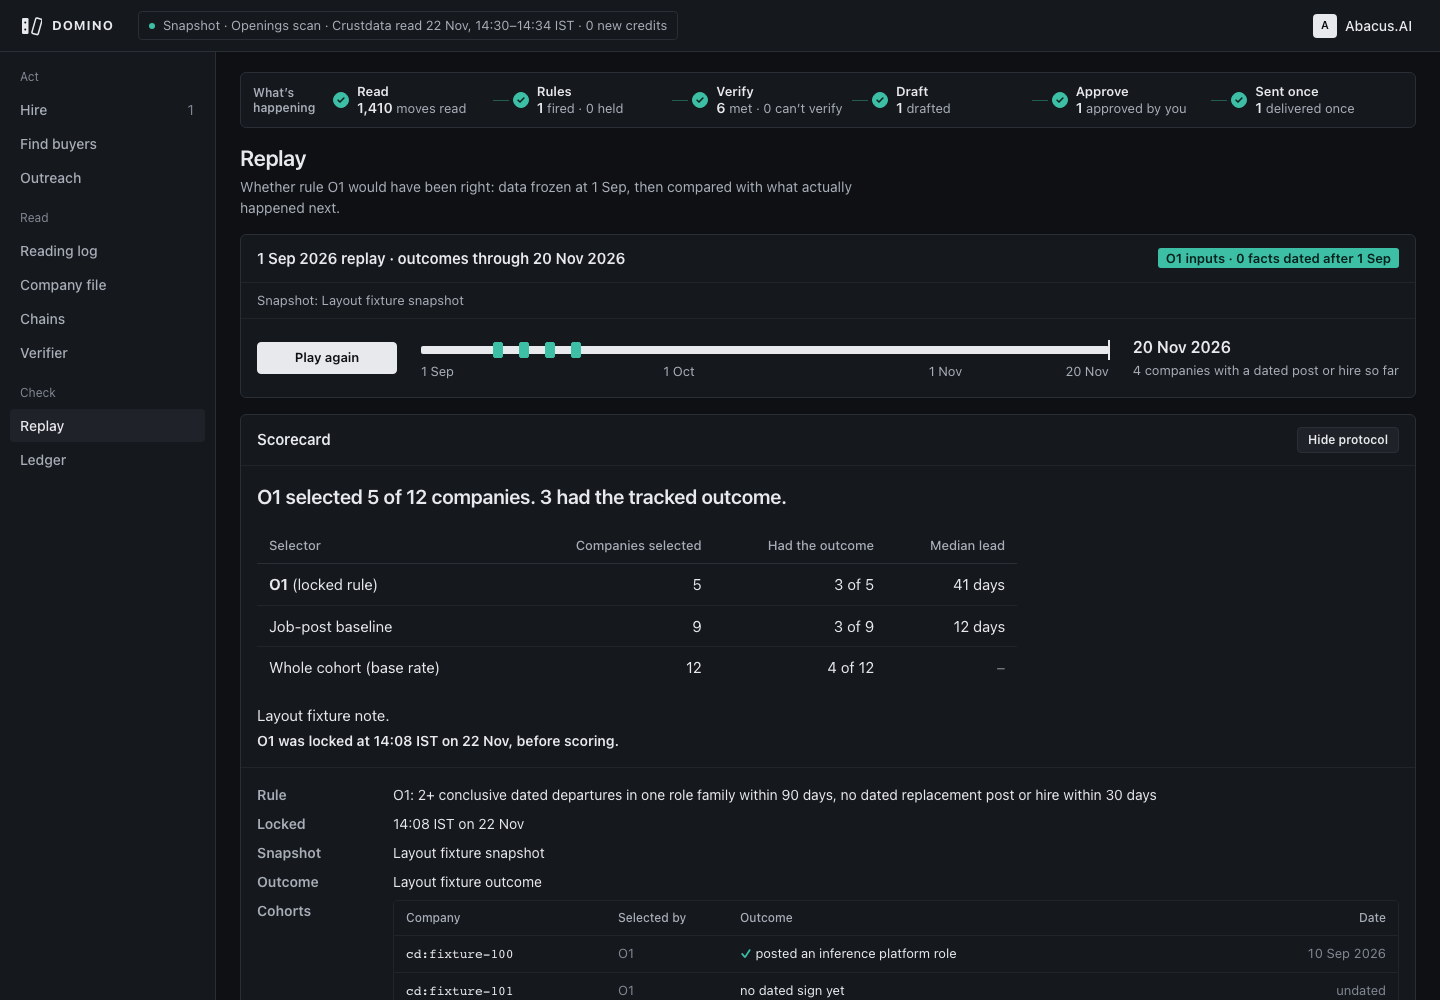 DOMINO
Snapshot · Openings scan · Crustdata read 22 Nov, 14:30–14:34 IST · 0 new credits
A
Abacus.AI
Act
Hire 1
Find buyers
Outreach
Read
Reading log
Company file
Chains
Verifier
Check
Replay
Ledger
What's happening
Read
1,410 moves read
Rules
1 fired · 0 held
Verify
6 met · 0 can't verify
Draft
1 drafted
Approve
1 approved by you
Sent once
1 delivered once
Replay
Whether rule O1 would have been right: data frozen at 1 Sep, then compared with what actually
happened next.
1 Sep 2026 replay · outcomes through 20 Nov 2026
O1 inputs · 0 facts dated after 1 Sep
Snapshot: Layout fixture snapshot
Play again
1 Sep
1 Oct
1 Nov
20 Nov
20 Nov 2026
4 companies with a dated post or hire so far
Scorecard
Hide protocol
O1 selected 5 of 12 companies. 3 had the tracked outcome.
Selector Companies selected Had the outcome Median lead
O1 (locked rule) 5 3 of 5 41 days
Job-post baseline 9 3 of 9 12 days
Whole cohort (base rate) 12 4 of 12 –
Layout fixture note.
O1 was locked at 14:08 IST on 22 Nov, before scoring.
Rule O1: 2+ conclusive dated departures in one role family within 90 days, no dated replacement post or hire within 30 days
Locked 14:08 IST on 22 Nov
Snapshot Layout fixture snapshot
Outcome Layout fixture outcome
Cohorts
Company Selected by Outcome Date
cd:fixture-100 O1 ✓ posted an inference platform role 10 Sep 2026
cd:fixture-101 O1 no dated sign yet undated